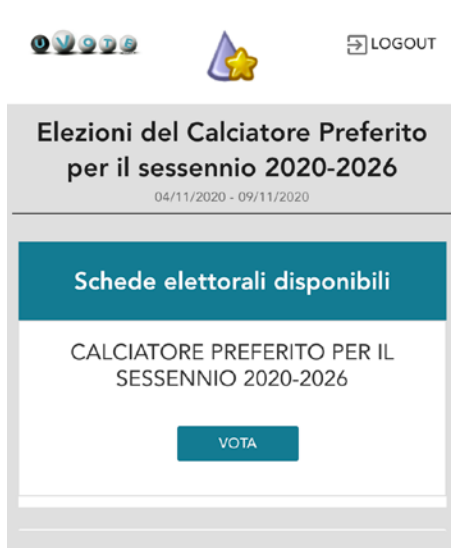 UVOTE
LOGOUT
Elezioni del Calciatore Preferito
per il sessennio 2020-2026
04/11/2020 - 09/11/2020
Schede elettorali disponibili
CALCIATORE PREFERITO PER IL
SESSENNIO 2020-2026
VOTA